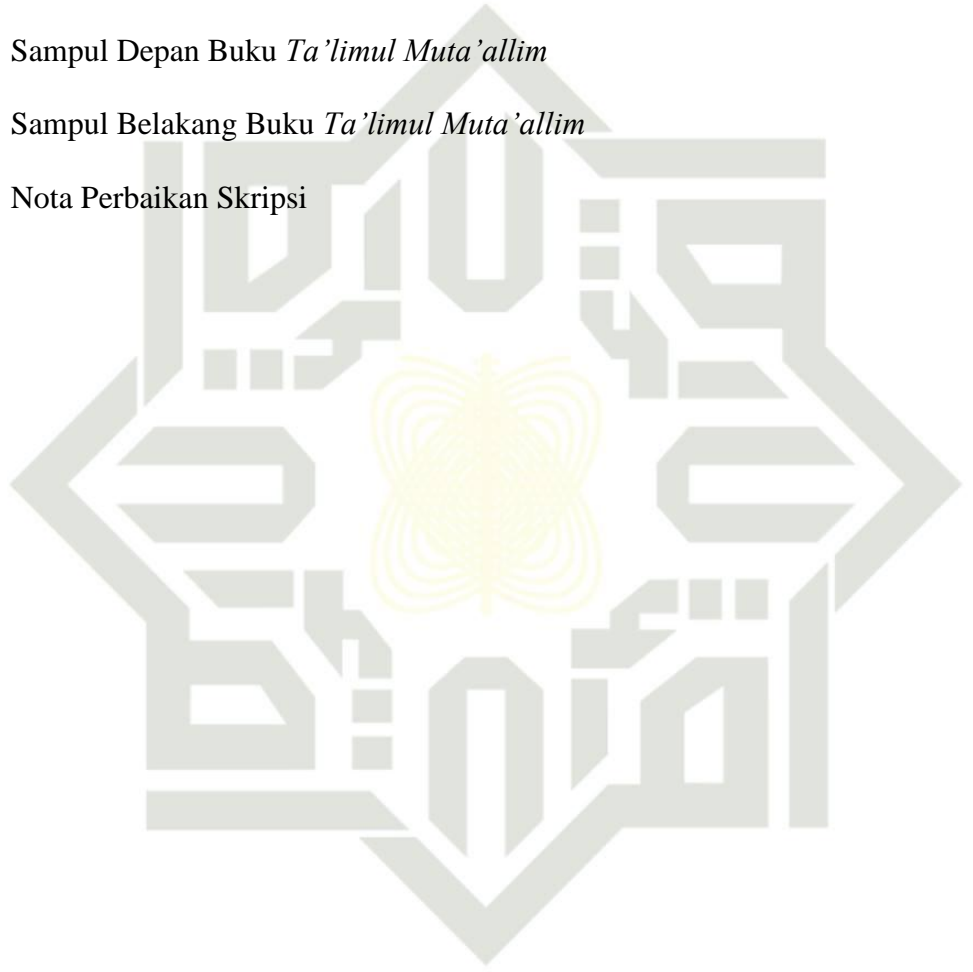 Sampul Depan Buku Ta’limul Muta’allim
Sampul Belakang Buku Ta’limul Muta’allim
Nota Perbaikan Skripsi